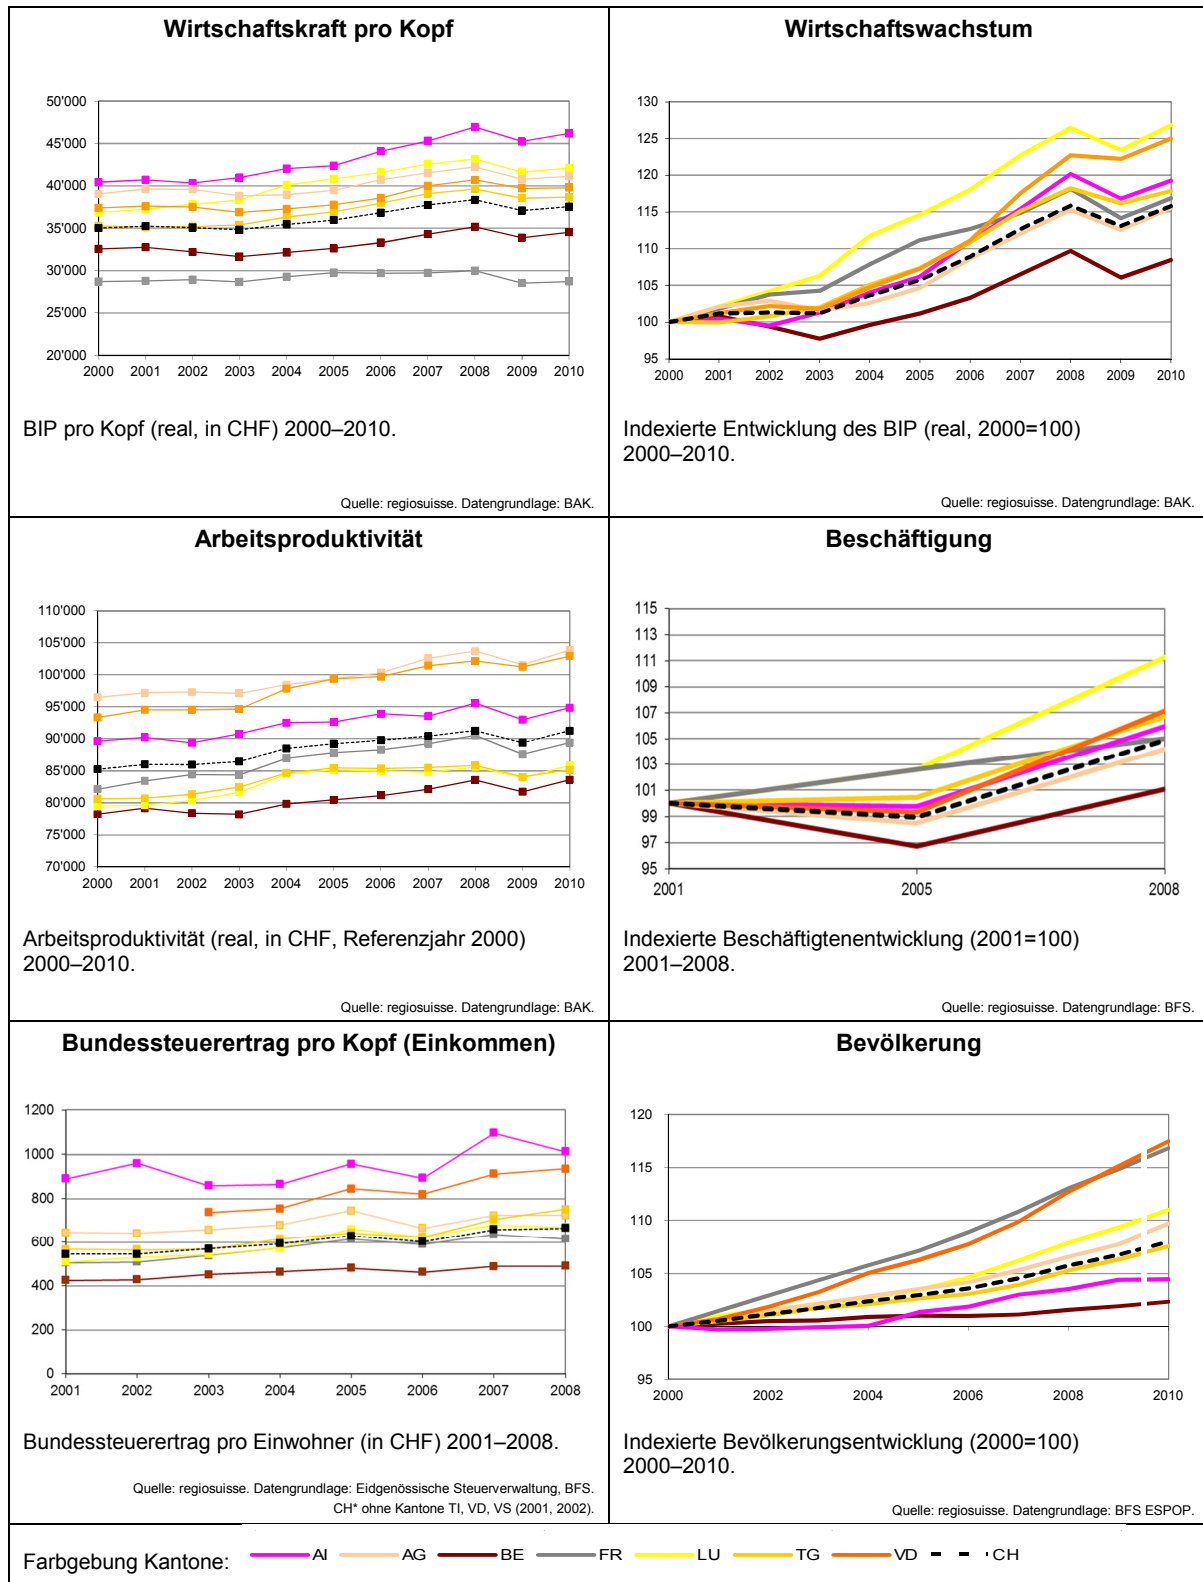 Wirtschaftskraft pro Kopf
50'000
45'000
40'000
35'000
30'000
25'000
20'000
2000 2001 2002 2003 2004 2005 2006 2007 2008 2009 2010
BIP pro Kopf (real, in CHF) 2000–2010.
Quelle: regiosuisse. Datengrundlage: BAK.
Wirtschaftswachstum
130
125
120
115
110
105
100
95
2000 2001 2002 2003 2004 2005 2006 2007 2008 2009 2010
Indexierte Entwicklung des BIP (real, 2000=100)
2000–2010.
Quelle: regiosuisse. Datengrundlage: BAK.
Arbeitsproduktivität
110'000
105'000
100'000
95'000
90'000
85'000
80'000
75'000
70'000
2000 2001 2002 2003 2004 2005 2006 2007 2008 2009 2010
Arbeitsproduktivität (real, in CHF, Referenzjahr 2000)
2000–2010.
Quelle: regiosuisse. Datengrundlage: BAK.
Beschäftigung
115
113
111
109
107
105
103
101
99
97
95
2001 2005 2008
Indexierte Beschäftigtenentwicklung (2001=100)
2001–2008.
Quelle: regiosuisse. Datengrundlage: BFS.
Bundessteuerertrag pro Kopf (Einkommen)
1200
1000
800
600
400
200
0
2001 2002 2003 2004 2005 2006 2007 2008
Bundessteuerertrag pro Einwohner (in CHF) 2001–2008.
Quelle: regiosuisse. Datengrundlage: Eidgenössische Steuerverwaltung, BFS.
CH* ohne Kantone TI, VD, VS (2001, 2002).
Bevölkerung
120
115
110
105
100
95
2000 2002 2004 2006 2008 2010
Indexierte Bevölkerungsentwicklung (2000=100)
2000–2010.
Quelle: regiosuisse. Datengrundlage: BFS ESPOP.
Farbgebung Kantone: AI AG BE FR LU TG VD CH